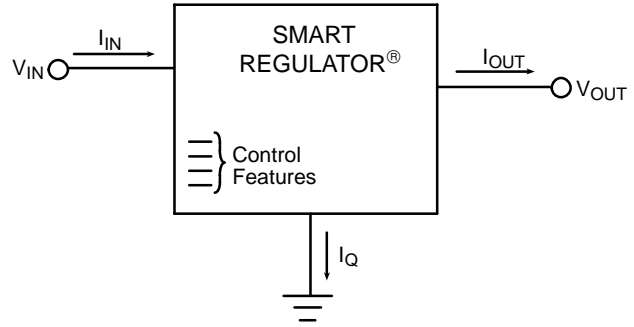 I_IN
V_IN
SMART
REGULATOR®
I_OUT
V_OUT
Control
Features
I_Q